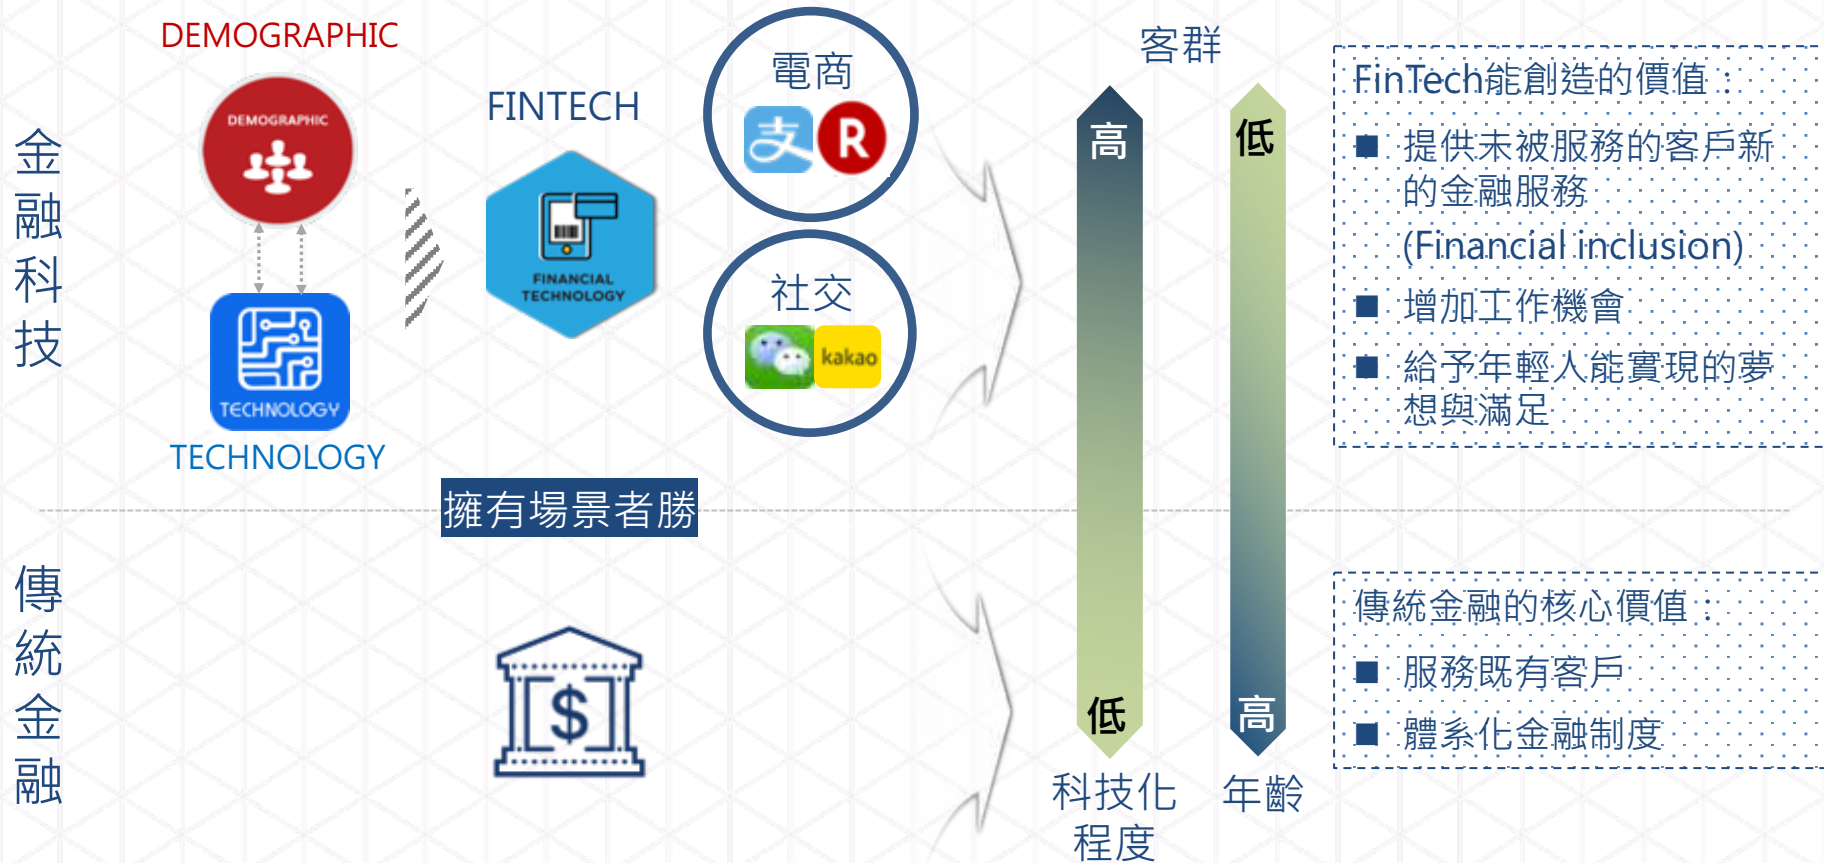 金融科技
DEMOGRAPHIC
DEMOGRAPHIC
TECHNOLOGY
TECHNOLOGY
FINTECH
FINANCIAL
TECHNOLOGY
電商
支 R
社交
kakao
擁有場景者勝
傳統金融
$
客群
高 低
低 高
科技化
程度
年齡
FinTech能創造的價值：
■ 提供未被服務的客戶新
的金融服務
(Financial inclusion)
■ 增加工作機會
■ 給予年輕人能實現的夢
想與滿足
傳統金融的核心價值：
■ 服務既有客戶
■ 體系化金融制度